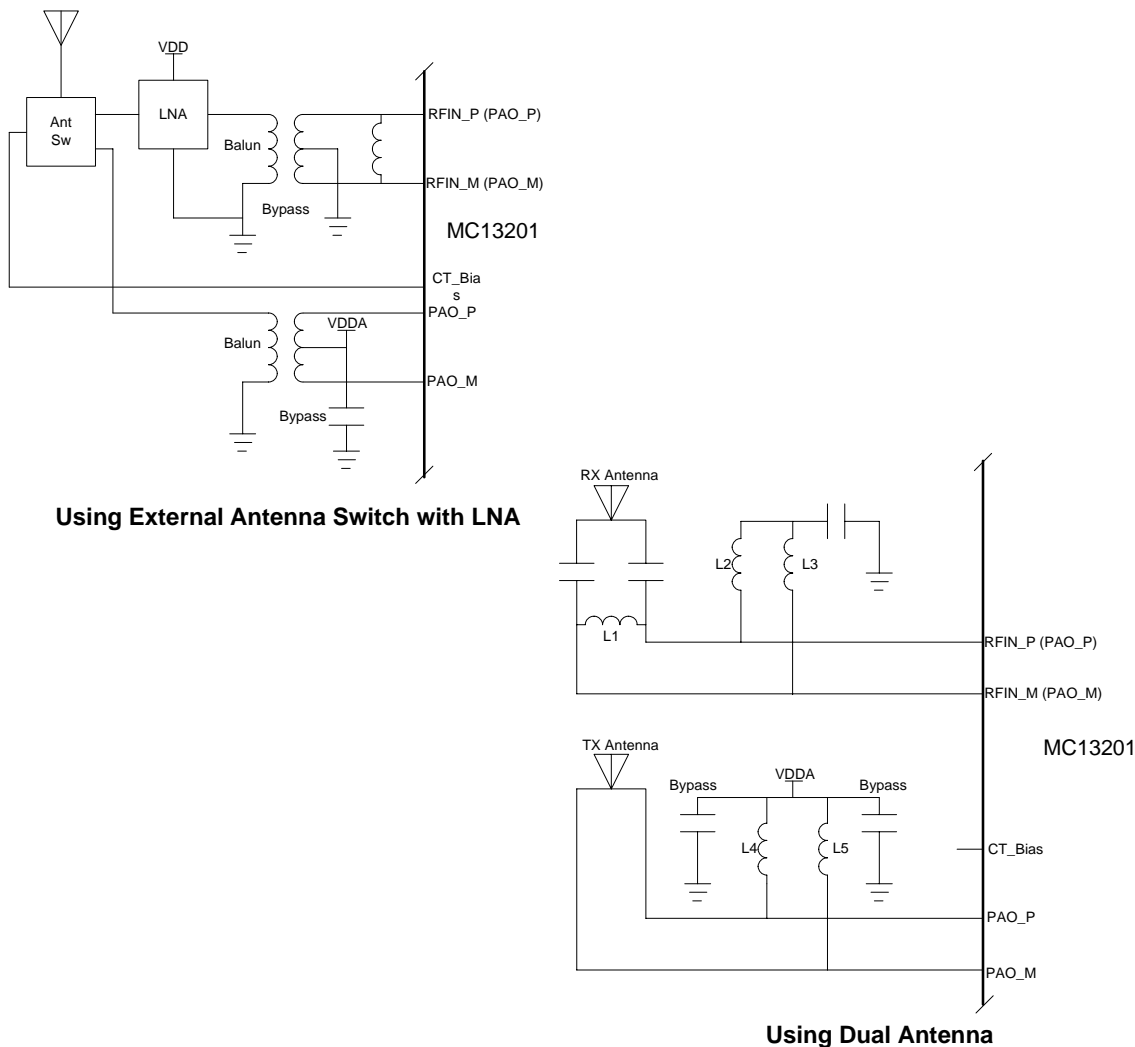 VDD
Ant
Sw
LNA
RFIN_P (PAO_P)
Balun
RFIN_M (PAO_M)
Bypass
MC13201
CT_Bia
s
PAO_P
VDDA
Balun
PAO_M
Bypass
Using External Antenna Switch with LNA
RX Antenna
L2
L3
L1
RFIN_P (PAO_P)
RFIN_M (PAO_M)
TX Antenna
MC13201
Bypass
VDDA
Bypass
L4
L5
CT_Bias
PAO_P
PAO_M
Using Dual Antenna